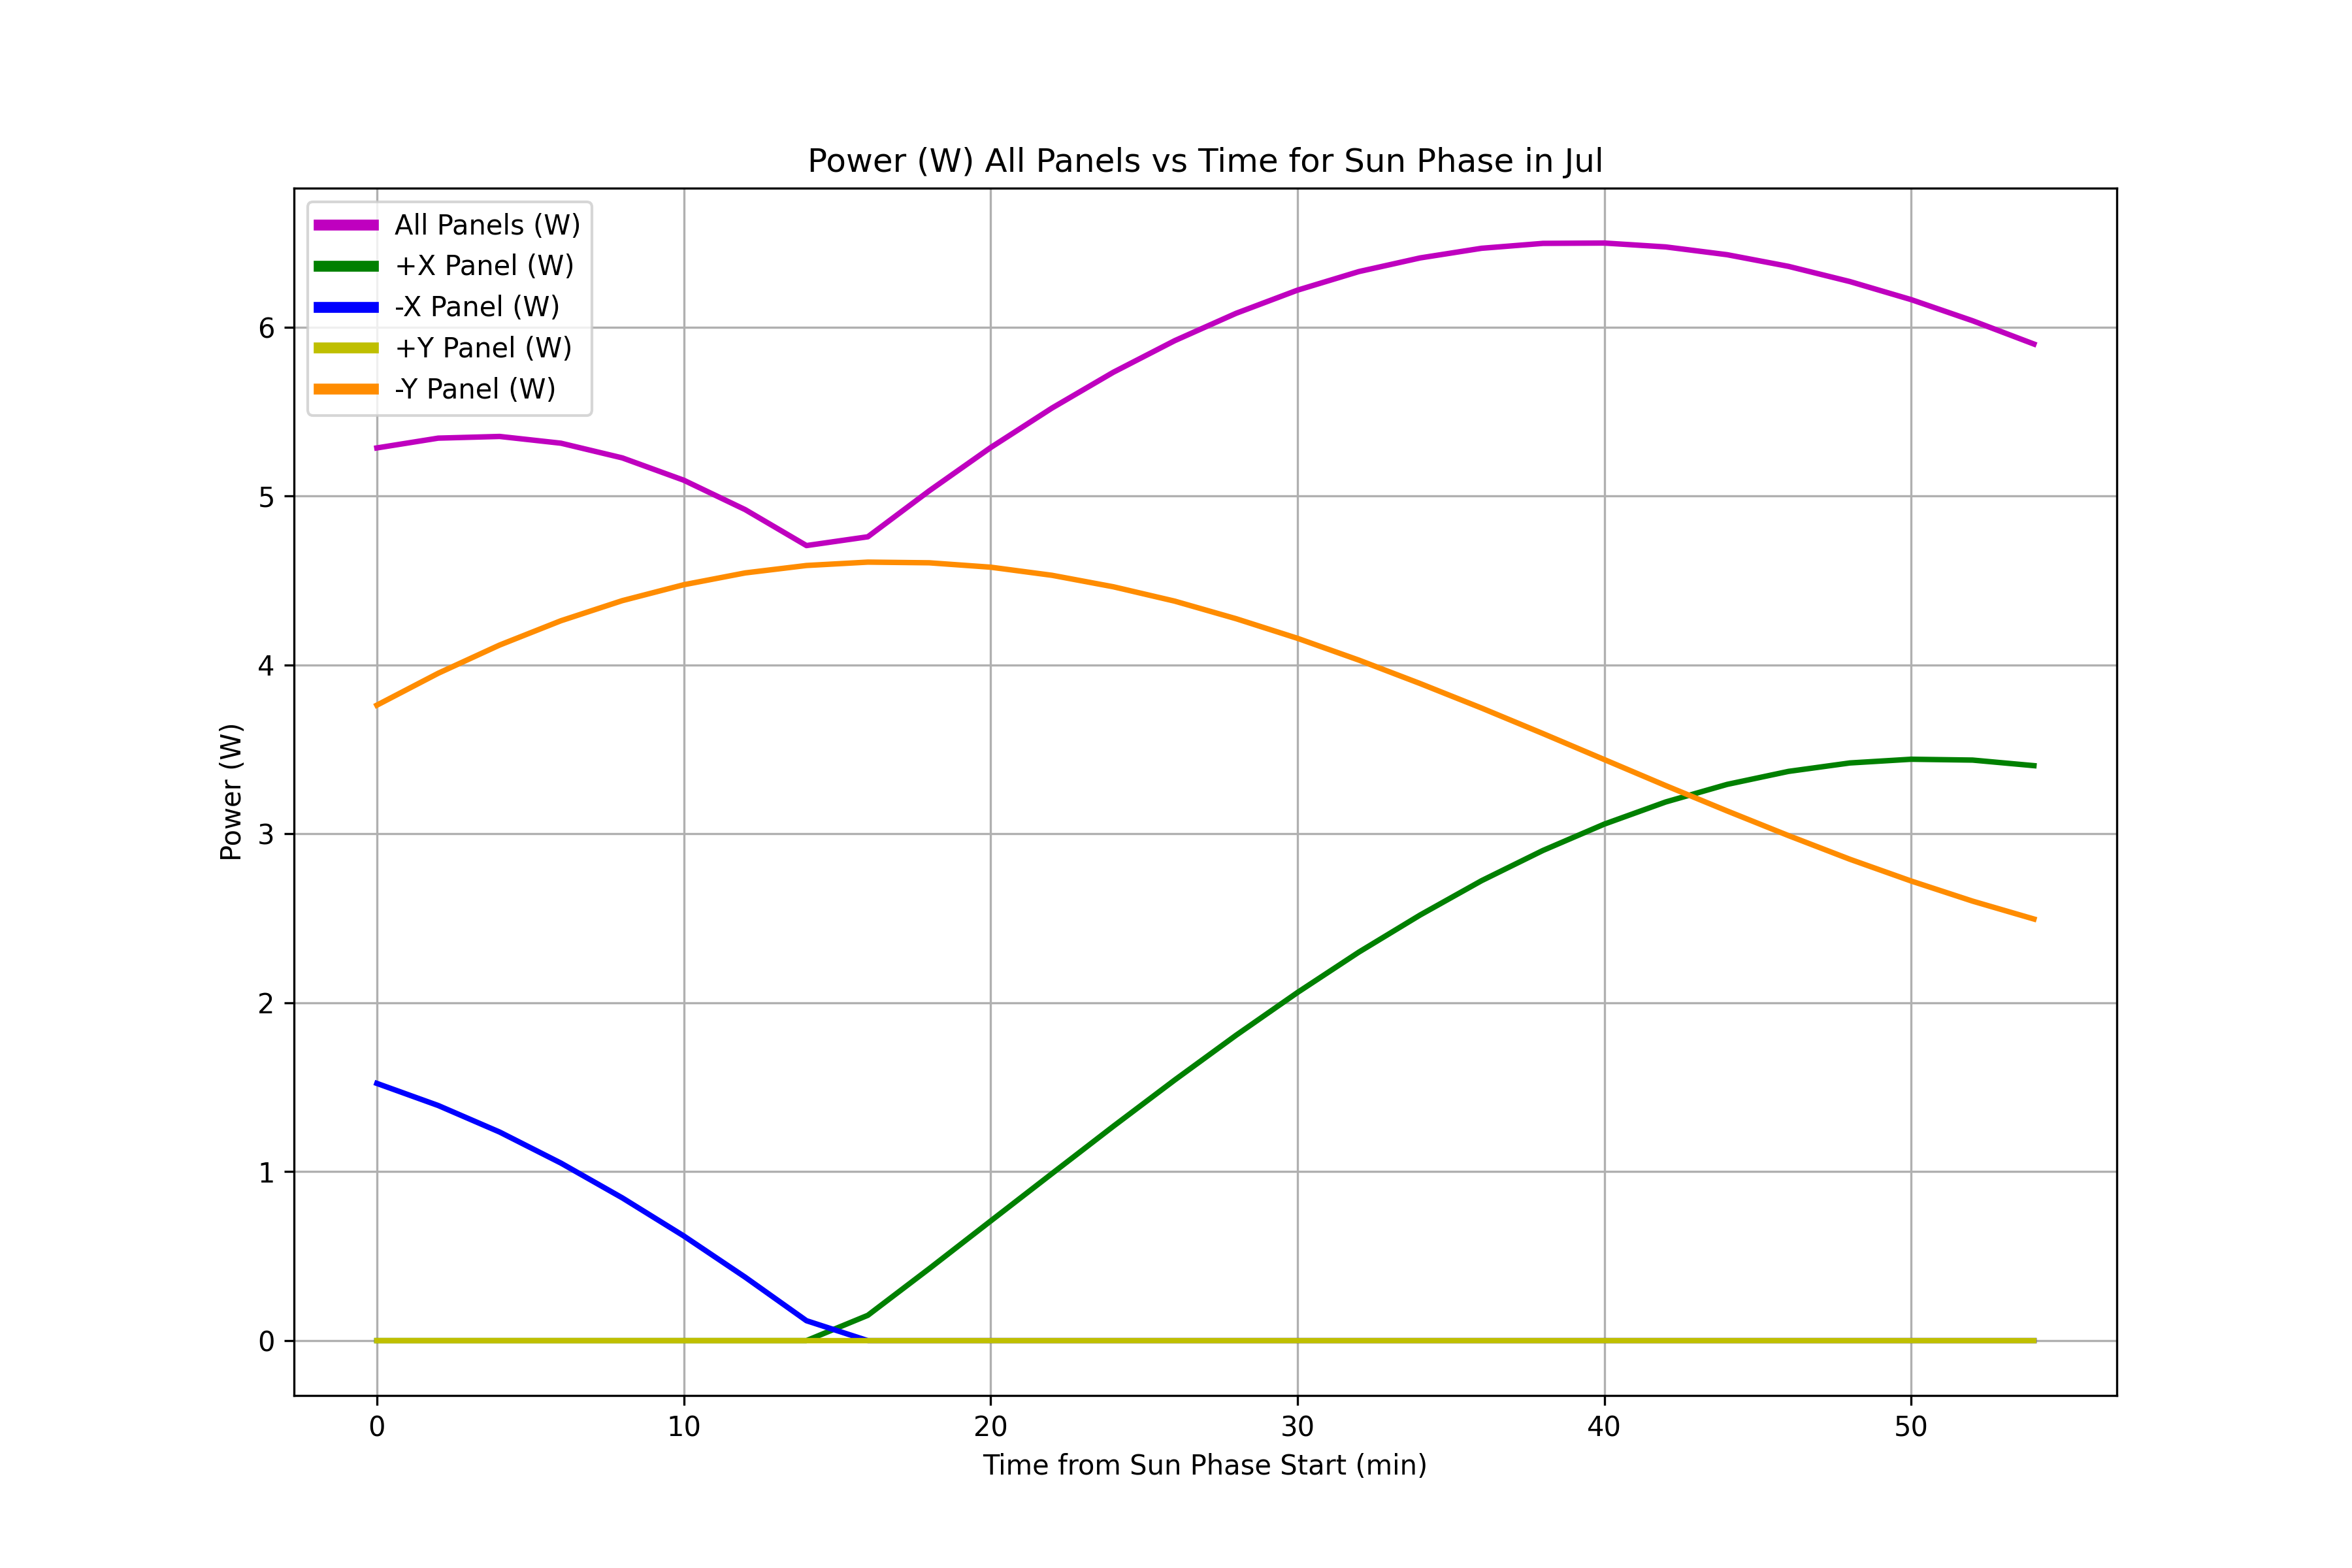 Power (W) All Panels vs Time for Sun Phase in Jul
All Panels (W)
+X Panel (W)
-X Panel (W)
+Y Panel (W)
-Y Panel (W)
Power (W)
6
5
4
3
2
1
0
0 10 20 30 40 50
Time from Sun Phase Start (min)